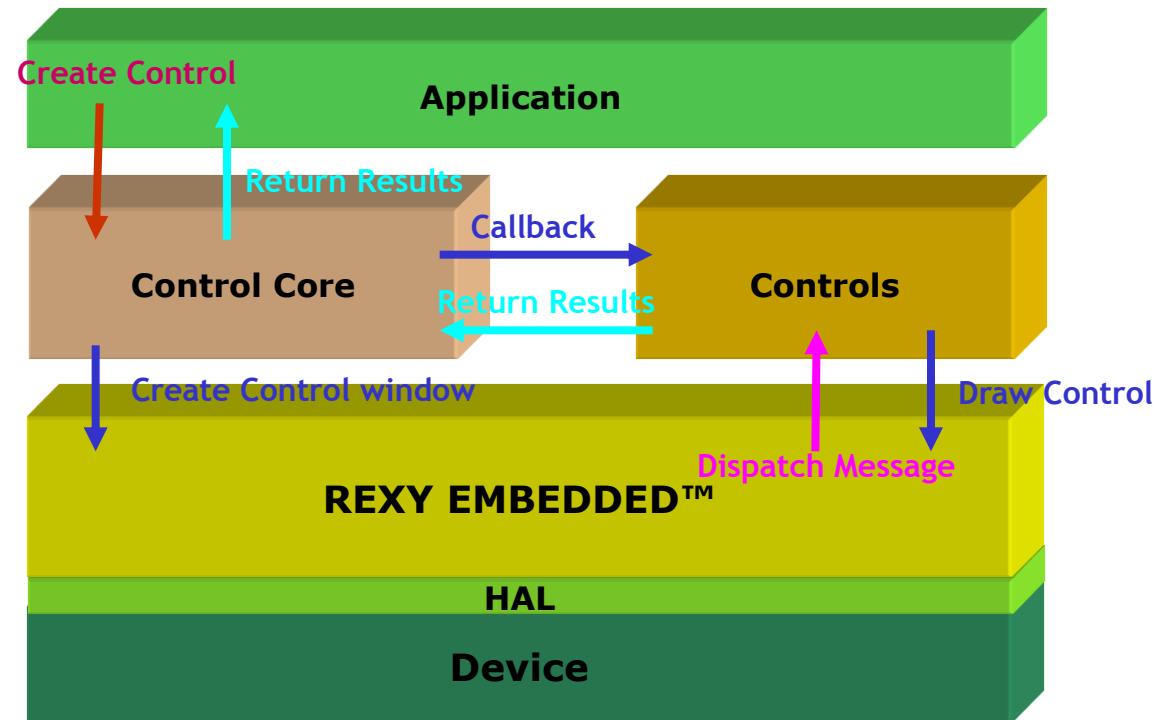 Create Control
Application
Return Results
Callback
Control Core
Controls
Return Results
Create Control window
Draw Control
Dispatch Message
REXY EMBEDDED™
HAL
Device